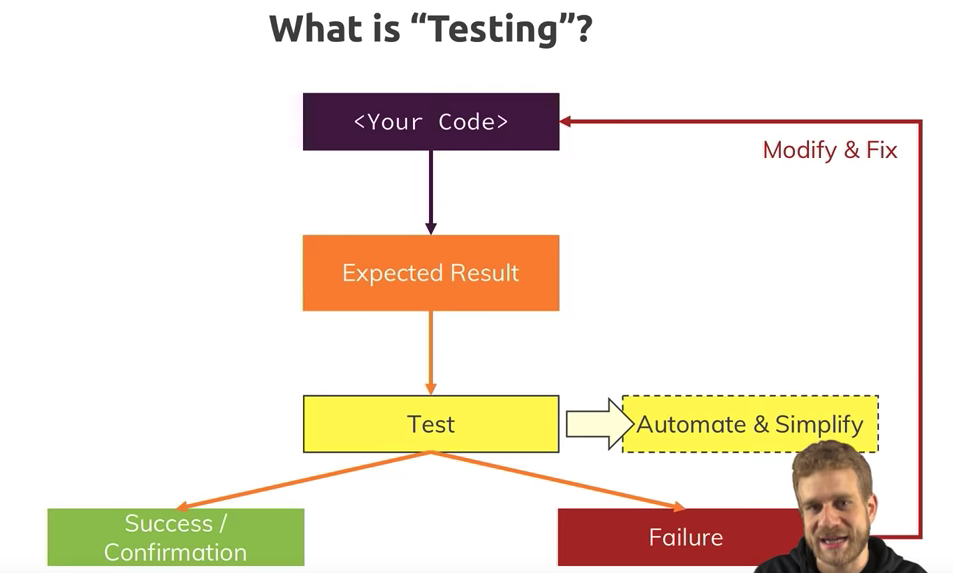 What is “Testing”?
<Your Code>
Modify & Fix
Expected Result
Test
Automate & Simplify
Success /
Confirmation
Failure